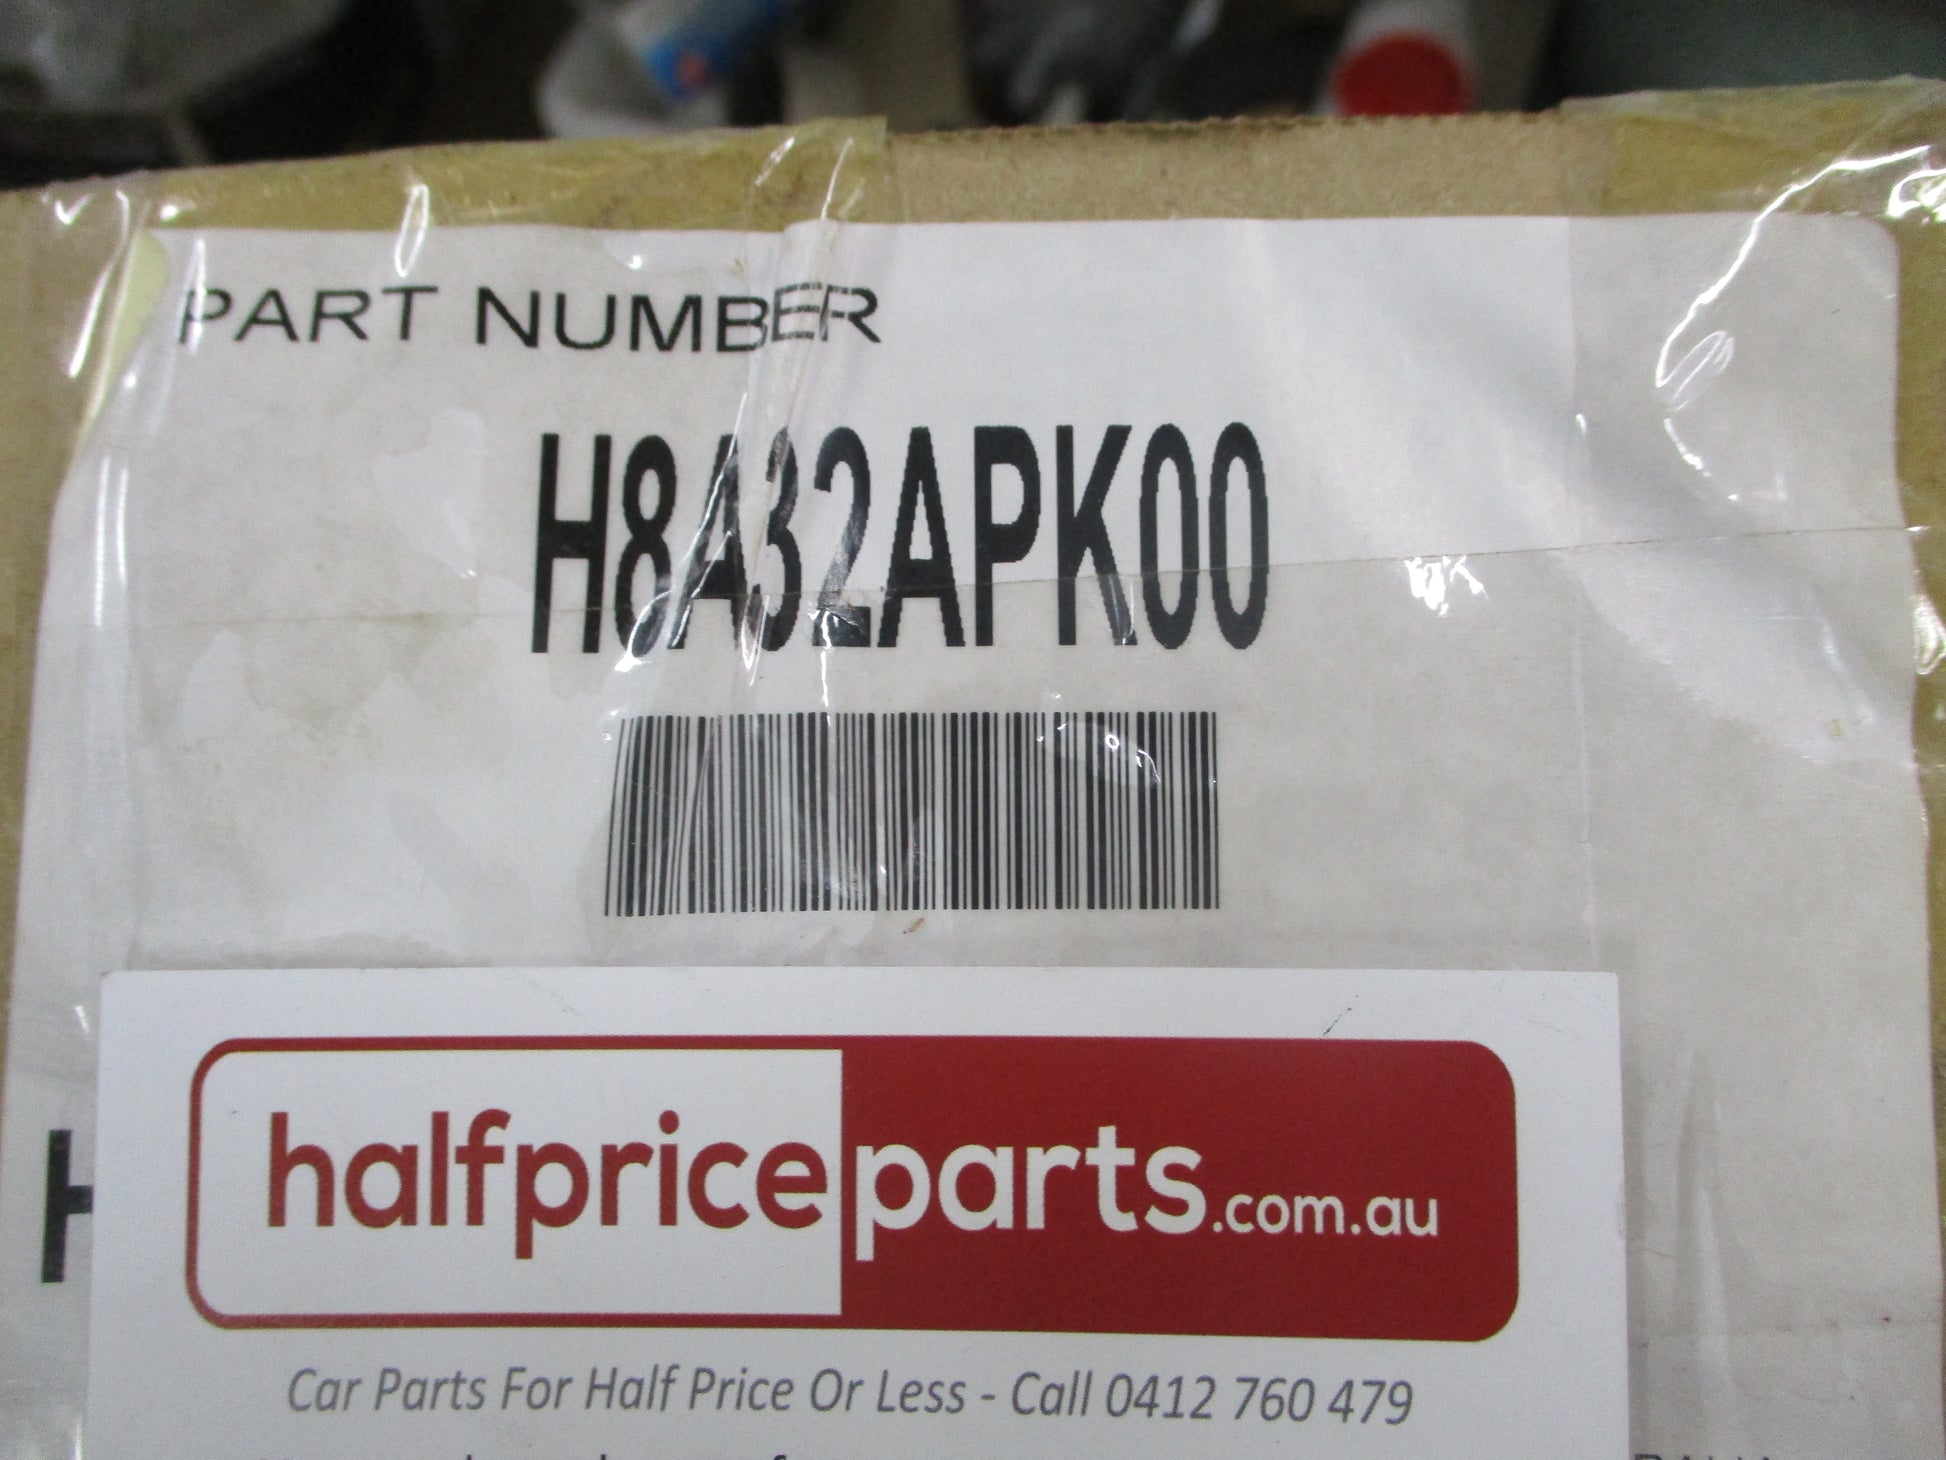 PART NUMBER
H8A32APK00
H
halfpriceparts.com.au
Car Parts For Half Price Or Less - Call 0412 760 479